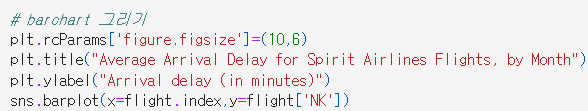 # barchart 그리기
plt.rcParams['figure.figsize']=(10,6)
plt.title("Average Arrival Delay for Spirit Airlines Flights, by Month")
plt.ylabel("Arrival delay (in minutes)")
sns.barplot(x=flight.index,y=flight['NK'])